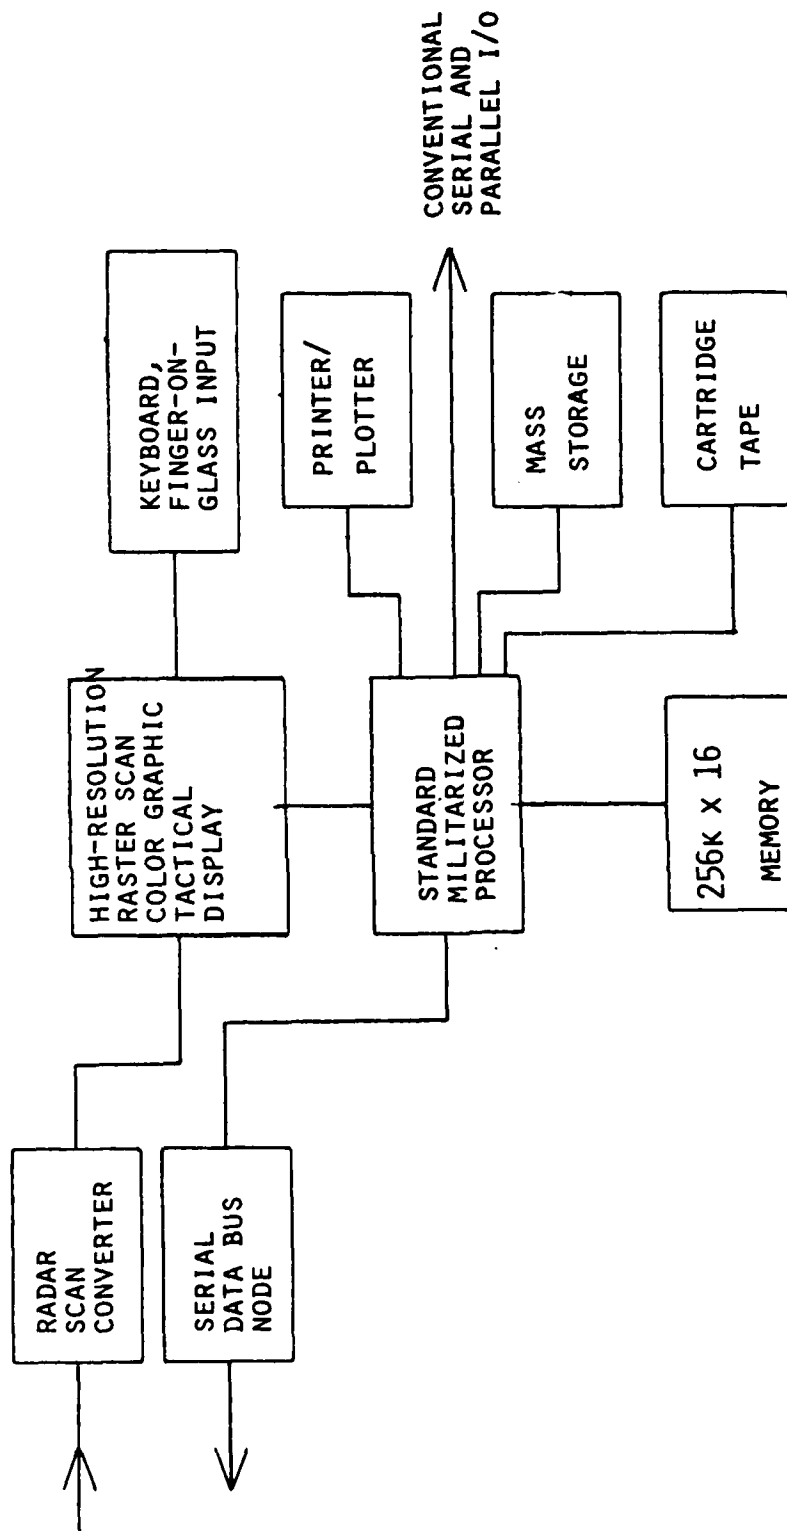 RADAR
SCAN
CONVERTER
SERIAL
DATA BUS
NODE
HIGH-RESOLUTION
RASTER SCAN
COLOR GRAPHIC
TACTICAL
DISPLAY
STANDARD
MILITARIZED
PROCESSOR
256K X 16
MEMORY
KEYBOARD,
FINGER-ON-
GLASS INPUT
PRINTER/
PLOTTER
CONVENTIONAL
SERIAL AND
PARALLEL I/O
MASS
STORAGE
CARTRIDGE
TAPE